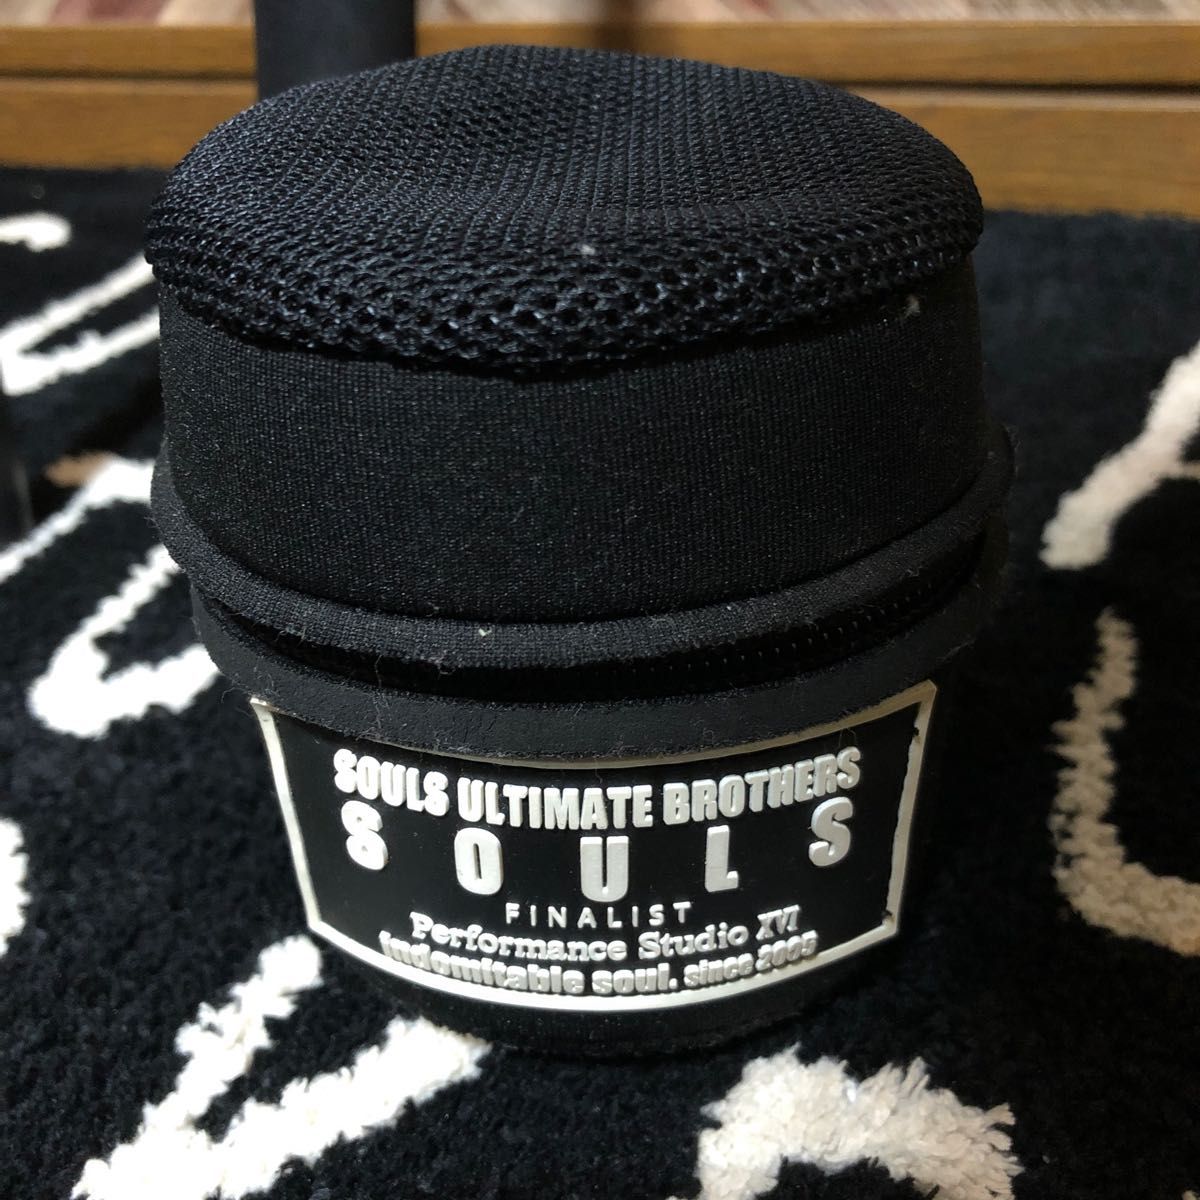 SOULS ULTIMATE BROTHERS
SOULS
FINALIST
Performance Studio XVI
indomitable soul. since 2005